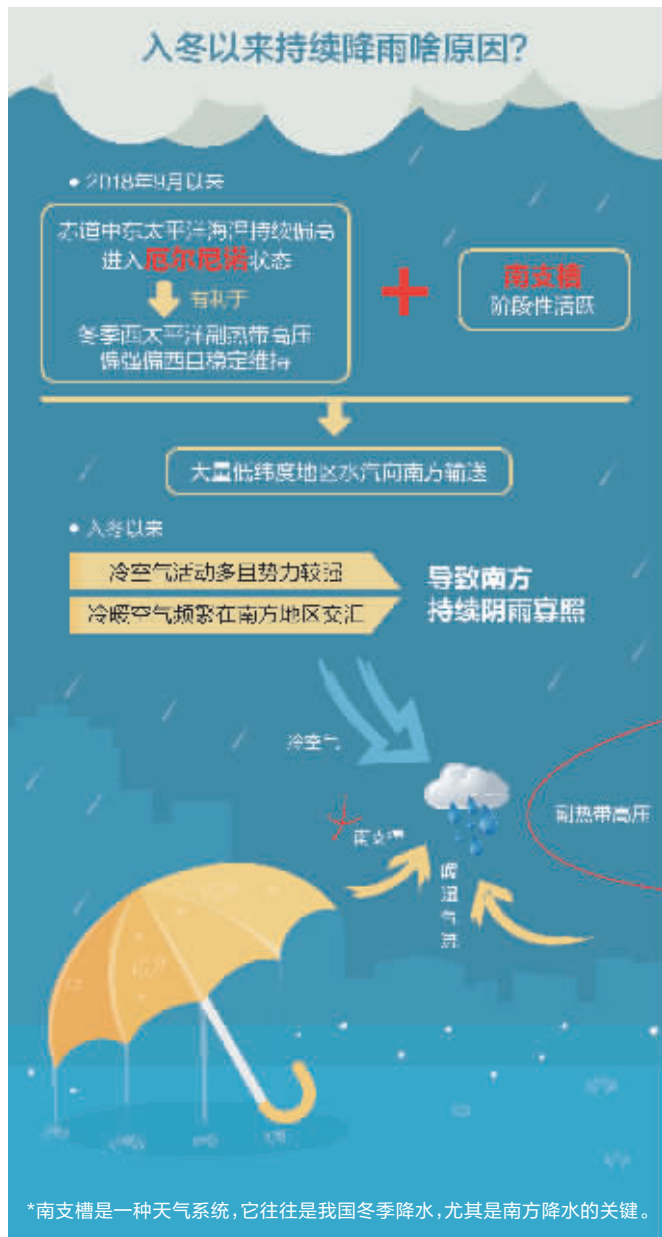 入冬以来持续降雨啥原因?
• 2018年9月以来
赤道中东太平洋海温持续偏高
进入厄尔尼诺状态
有利于
冬季西太平洋副热带高压
偏强偏西且稳定维持
+
南支槽
阶段性活跃
大量低纬度地区水汽向南方输送
• 入冬以来
冷空气活动多且势力较强
冷暖空气频繁在南方地区交汇
导致南方
持续阴雨寡照
冷空气
南支槽
暖湿气流
副热带高压
*南支槽是一种天气系统,它往往是我国冬季降水,尤其是南方降水的关键。